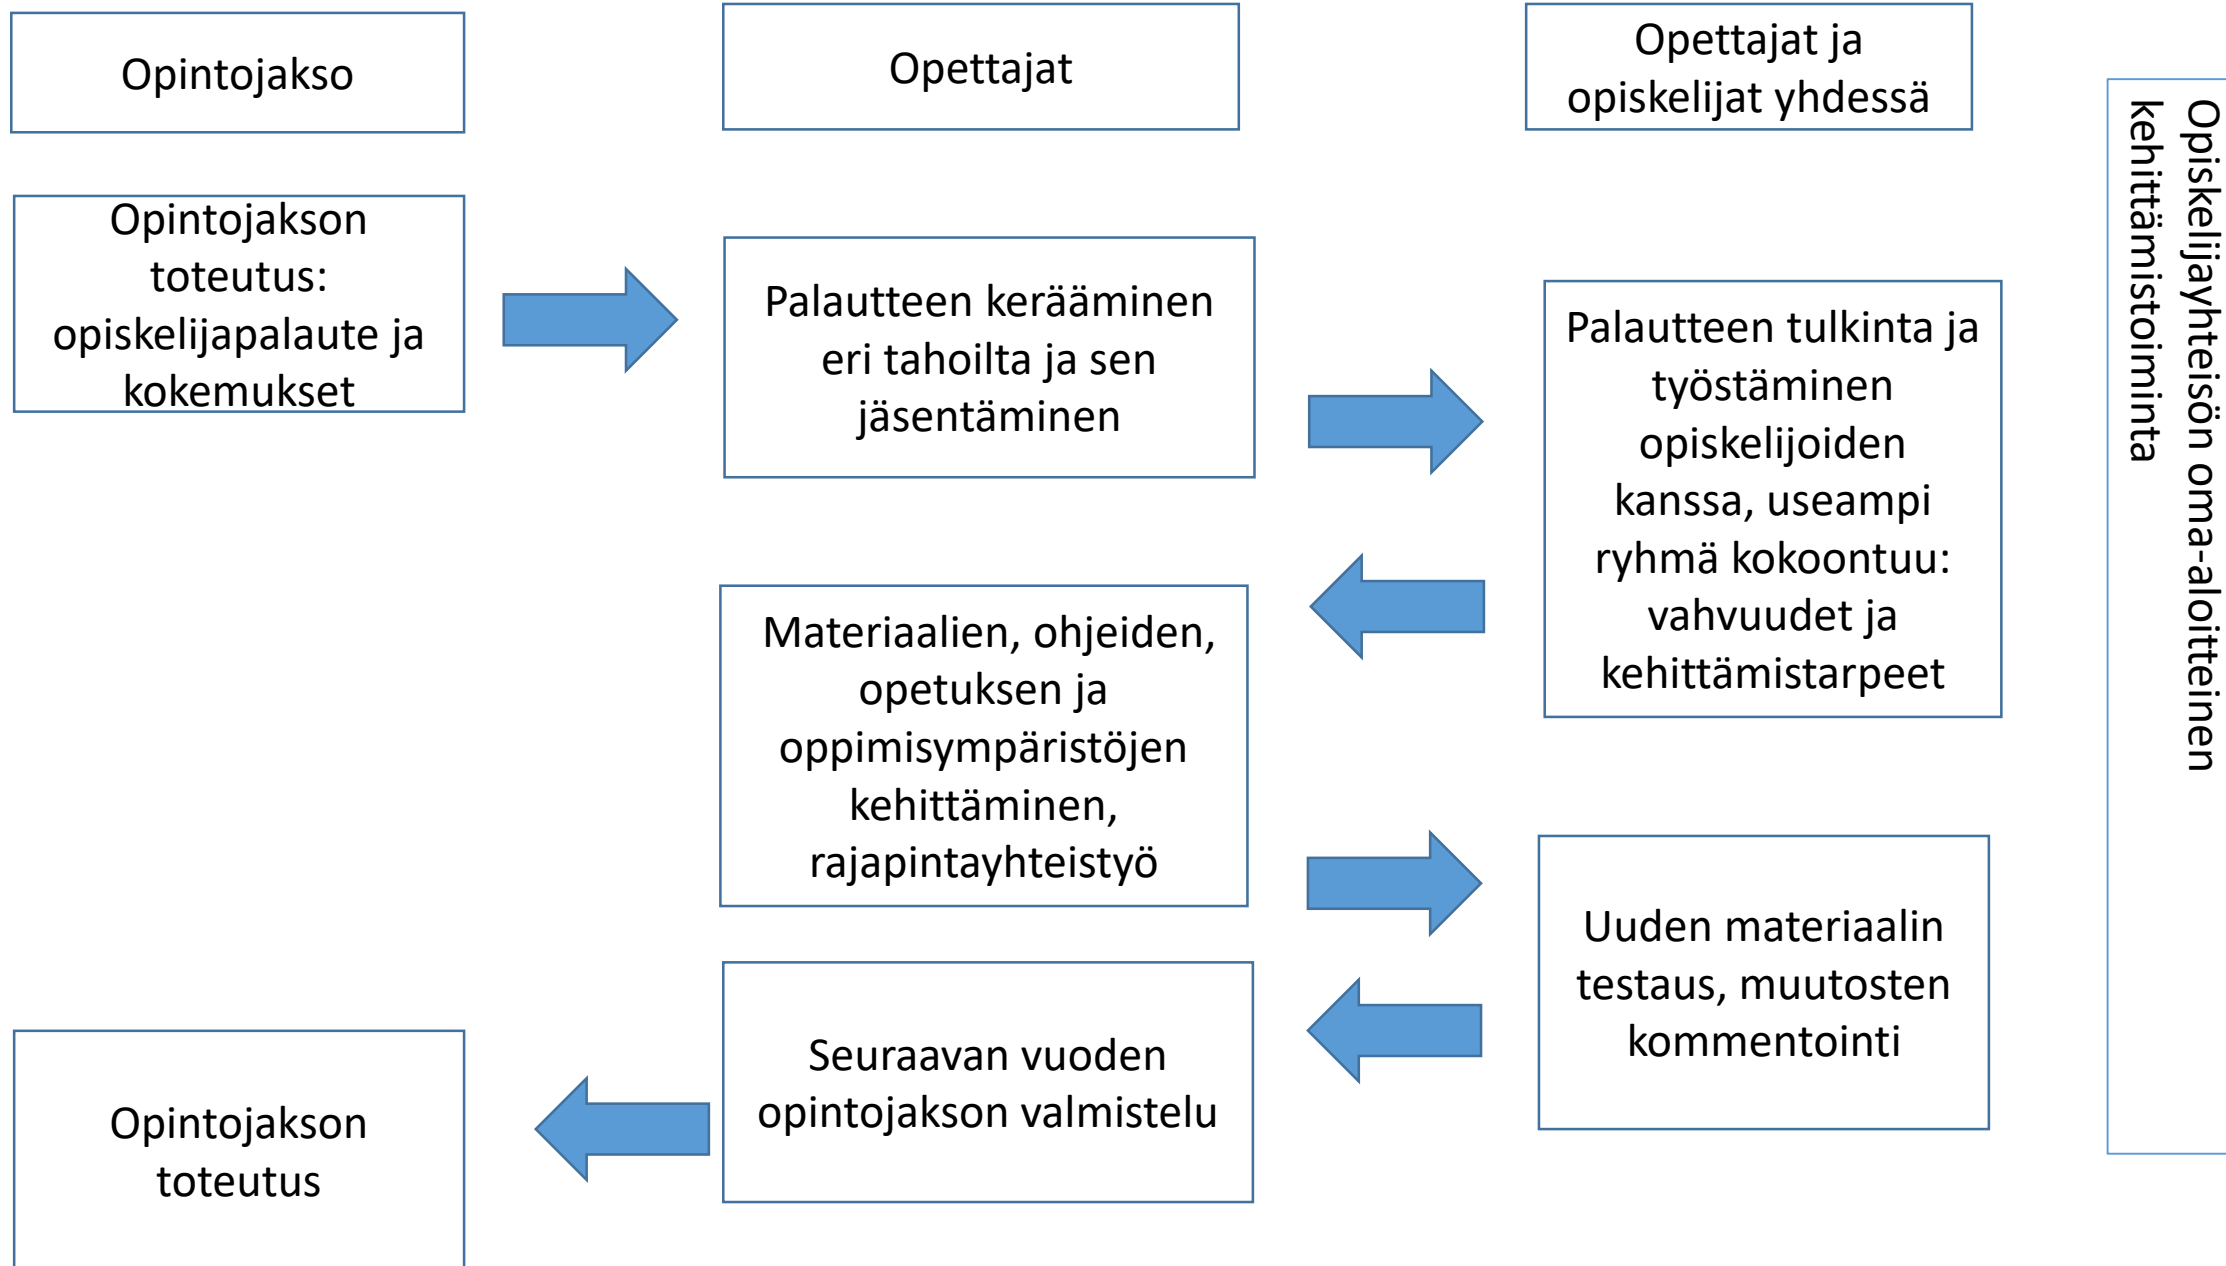 Opintojakso
Opettajat
Opettajat ja
opiskelijat yhdessä
Opintojakson
toteutus:
opiskelijapalaute ja
kokemukset
Palautteen kerääminen
eri tahoilta ja sen
jäsentäminen
Palautteen tulkinta ja
työstäminen
opiskelijoiden
kanssa, useampi
ryhmä kokoontuu:
vahvuudet ja
kehittämistarpeet
Materiaalien, ohjeiden,
opetuksen ja
oppimisympäristöjen
kehittäminen,
rajapintayhteistyö
Uuden materiaalin
testaus, muutosten
kommentointi
Seuraavan vuoden
opintojakson valmistelu
Opintojakson
toteutus
Opiskelijayhteisön oma-aloitteinen
kehittämistoiminta